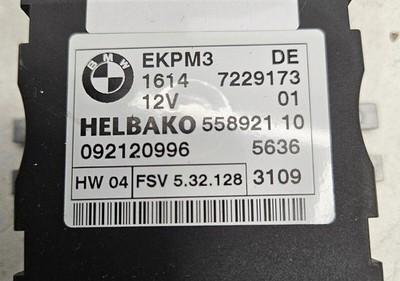 BMW
EKPM3 DE
1614 7229173
12V 01
HELBAKO 558921 10
092120996 5636
HW 04 FSV 5.32.128 3109